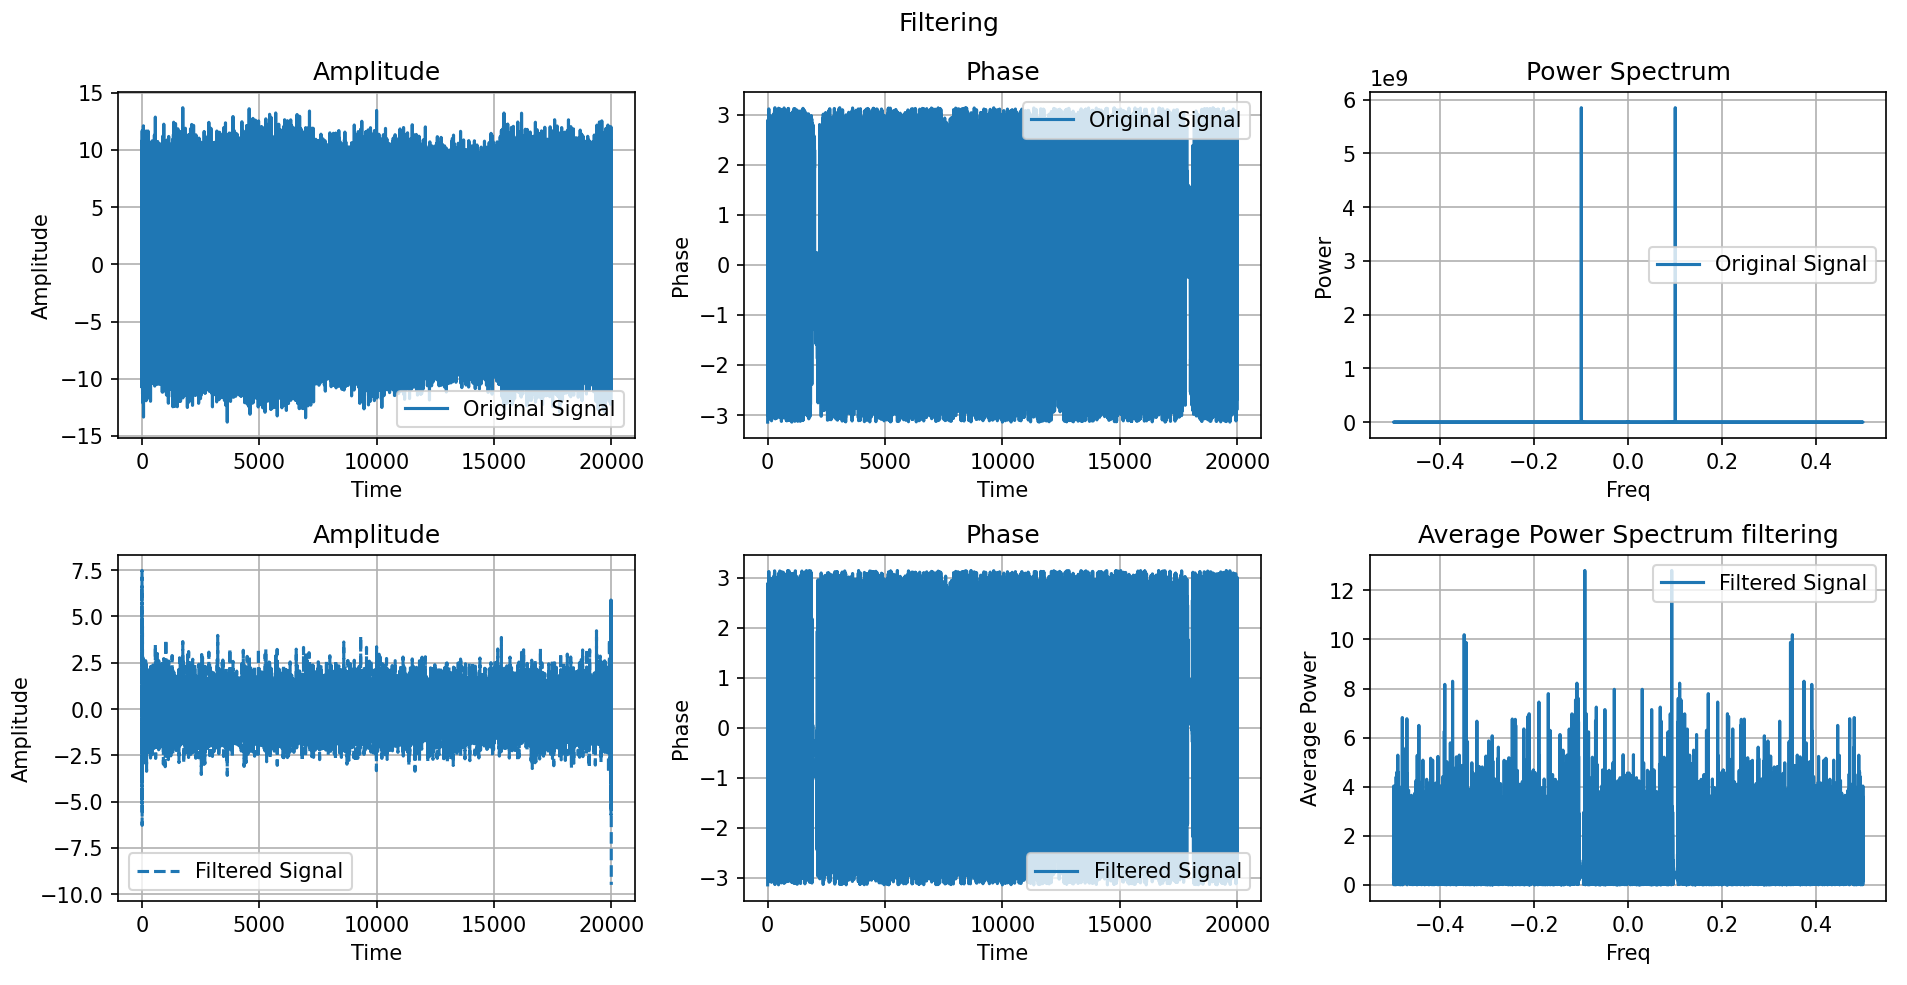 Filtering
Amplitude
15
10
5
0
−5
−10
−15
Amplitude
Original Signal
0 5000 10000 15000 20000
Time
Phase
3
2
1
0
−1
−2
−3
Phase
Original Signal
0 5000 10000 15000 20000
Time
Power Spectrum
1e9
6
5
4
3
2
1
0
Power
Original Signal
−0.4 −0.2 0.0 0.2 0.4
Freq
Amplitude
7.5
5.0
2.5
0.0
−2.5
−5.0
−7.5
−10.0
Amplitude
Filtered Signal
0 5000 10000 15000 20000
Time
Phase
3
2
1
0
−1
−2
−3
Phase
Filtered Signal
0 5000 10000 15000 20000
Time
Average Power Spectrum filtering
12
10
8
6
4
2
0
Average Power
Filtered Signal
−0.4 −0.2 0.0 0.2 0.4
Freq